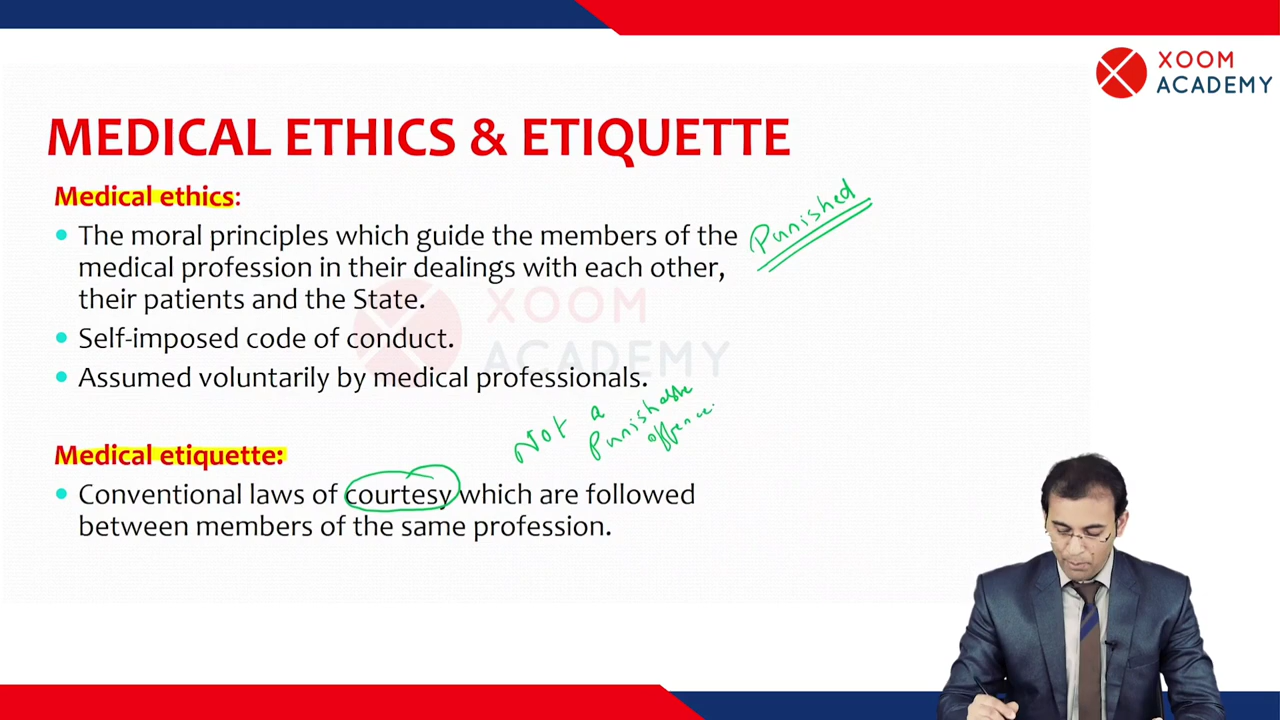 XOOM
ACADEMY
MEDICAL ETHICS & ETIQUETTE
Medical ethics:
• The moral principles which guide the members of the
medical profession in their dealings with each other,
their patients and the State.
Punished
• Self-imposed code of conduct.
• Assumed voluntarily by medical professionals.
XOOM
ACADEMY
Not a
Punishable
offence.
Medical etiquette:
• Conventional laws of courtesy which are followed
between members of the same profession.